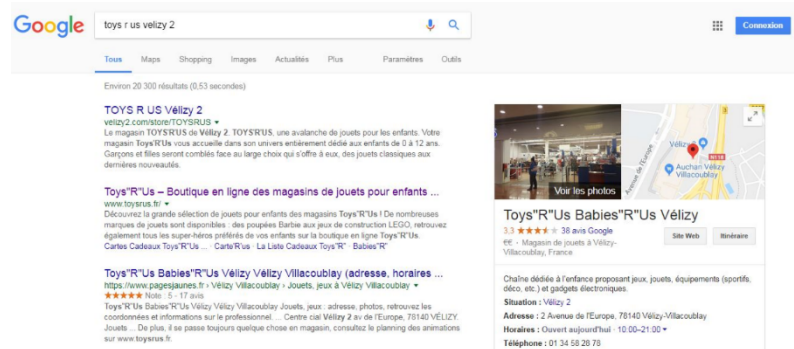 Google
toys r us velizy 2
Connexion
Tous Maps Shopping Images Actualités Plus Paramètres Outils
Environ 20 300 résultats (0,53 secondes)
TOYS R US Vélizy 2
velizy2.com/store/TOYSRUS
Le magasin TOYS'R'US de Vélizy 2. TOYS'R'US, une avalanche de jouets pour les enfants. Votre
magasin Toys'R'Us vous accueille dans son univers entièrement dédié aux enfants de 0 à 12 ans.
Garçons et filles seront comblés face au large choix qui s'offre à eux, des jouets classiques aux
dernières nouveautés.
Toys"R"Us – Boutique en ligne des magasins de jouets pour enfants ...
www.toysrus.fr/
Découvrez la grande sélection de jouets pour enfants des magasins Toys"R"Us ! De nombreuses
marques de jouets sont disponibles : des poupées Barbie aux jeux de construction LEGO, retrouvez
également tous les super-héros préférés de vos enfants sur la boutique en ligne Toys"R"Us.
Cartes Cadeaux Toys"R"Us ... · Carte'R'us · La Liste Cadeaux Toys"R" · Babies"R"
Toys"R"Us Babies"R"Us Vélizy Vélizy Villacoublay (adresse, horaires ...
https://www.pagesjaunes.fr › Vélizy Villacoublay › Jouets, jeux à Vélizy Villacoublay
Note : 5 - 17 avis
Toys"R"Us Babies"R"Us Vélizy Vélizy Villacoublay Jouets, jeux : adresse, photos, retrouvez les
coordonnées et informations sur le professionnel. ... Centre cial Vélizy 2 av de l'Europe, 78140 VÉLIZY.
Jouets ... De plus, il se passe toujours quelque chose en magasin, consultez le planning des animations
sur www.toysrus.fr.
Voir les photos
Avenue de l'Europe
Vélizy 2
N118
Auchan Vélizy
Villacoublay
Toys"R"Us Babies"R"Us Vélizy
3,3 38 avis Google
€€ · Magasin de jouets à Vélizy-
Villacoublay, France
Site Web Itinéraire
Chaîne dédiée à l'enfance proposant jeux, jouets, équipements (sportifs,
déco, etc.) et gadgets électroniques.
Situation : Vélizy 2
Adresse : 2 Avenue de l'Europe, 78140 Vélizy-Villacoublay
Horaires : Ouvert aujourd'hui · 10:00–21:00
Téléphone : 01 34 58 28 78